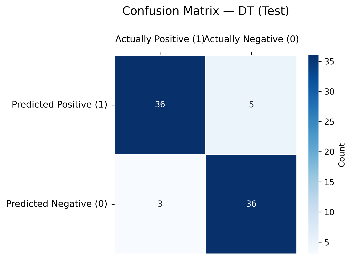 Confusion Matrix — DT (Test)
Actually Positive (1) Actually Negative (0)
Predicted Positive (1) 36 5
Predicted Negative (0) 3 36
35
30
25
20
15
10
5
Count